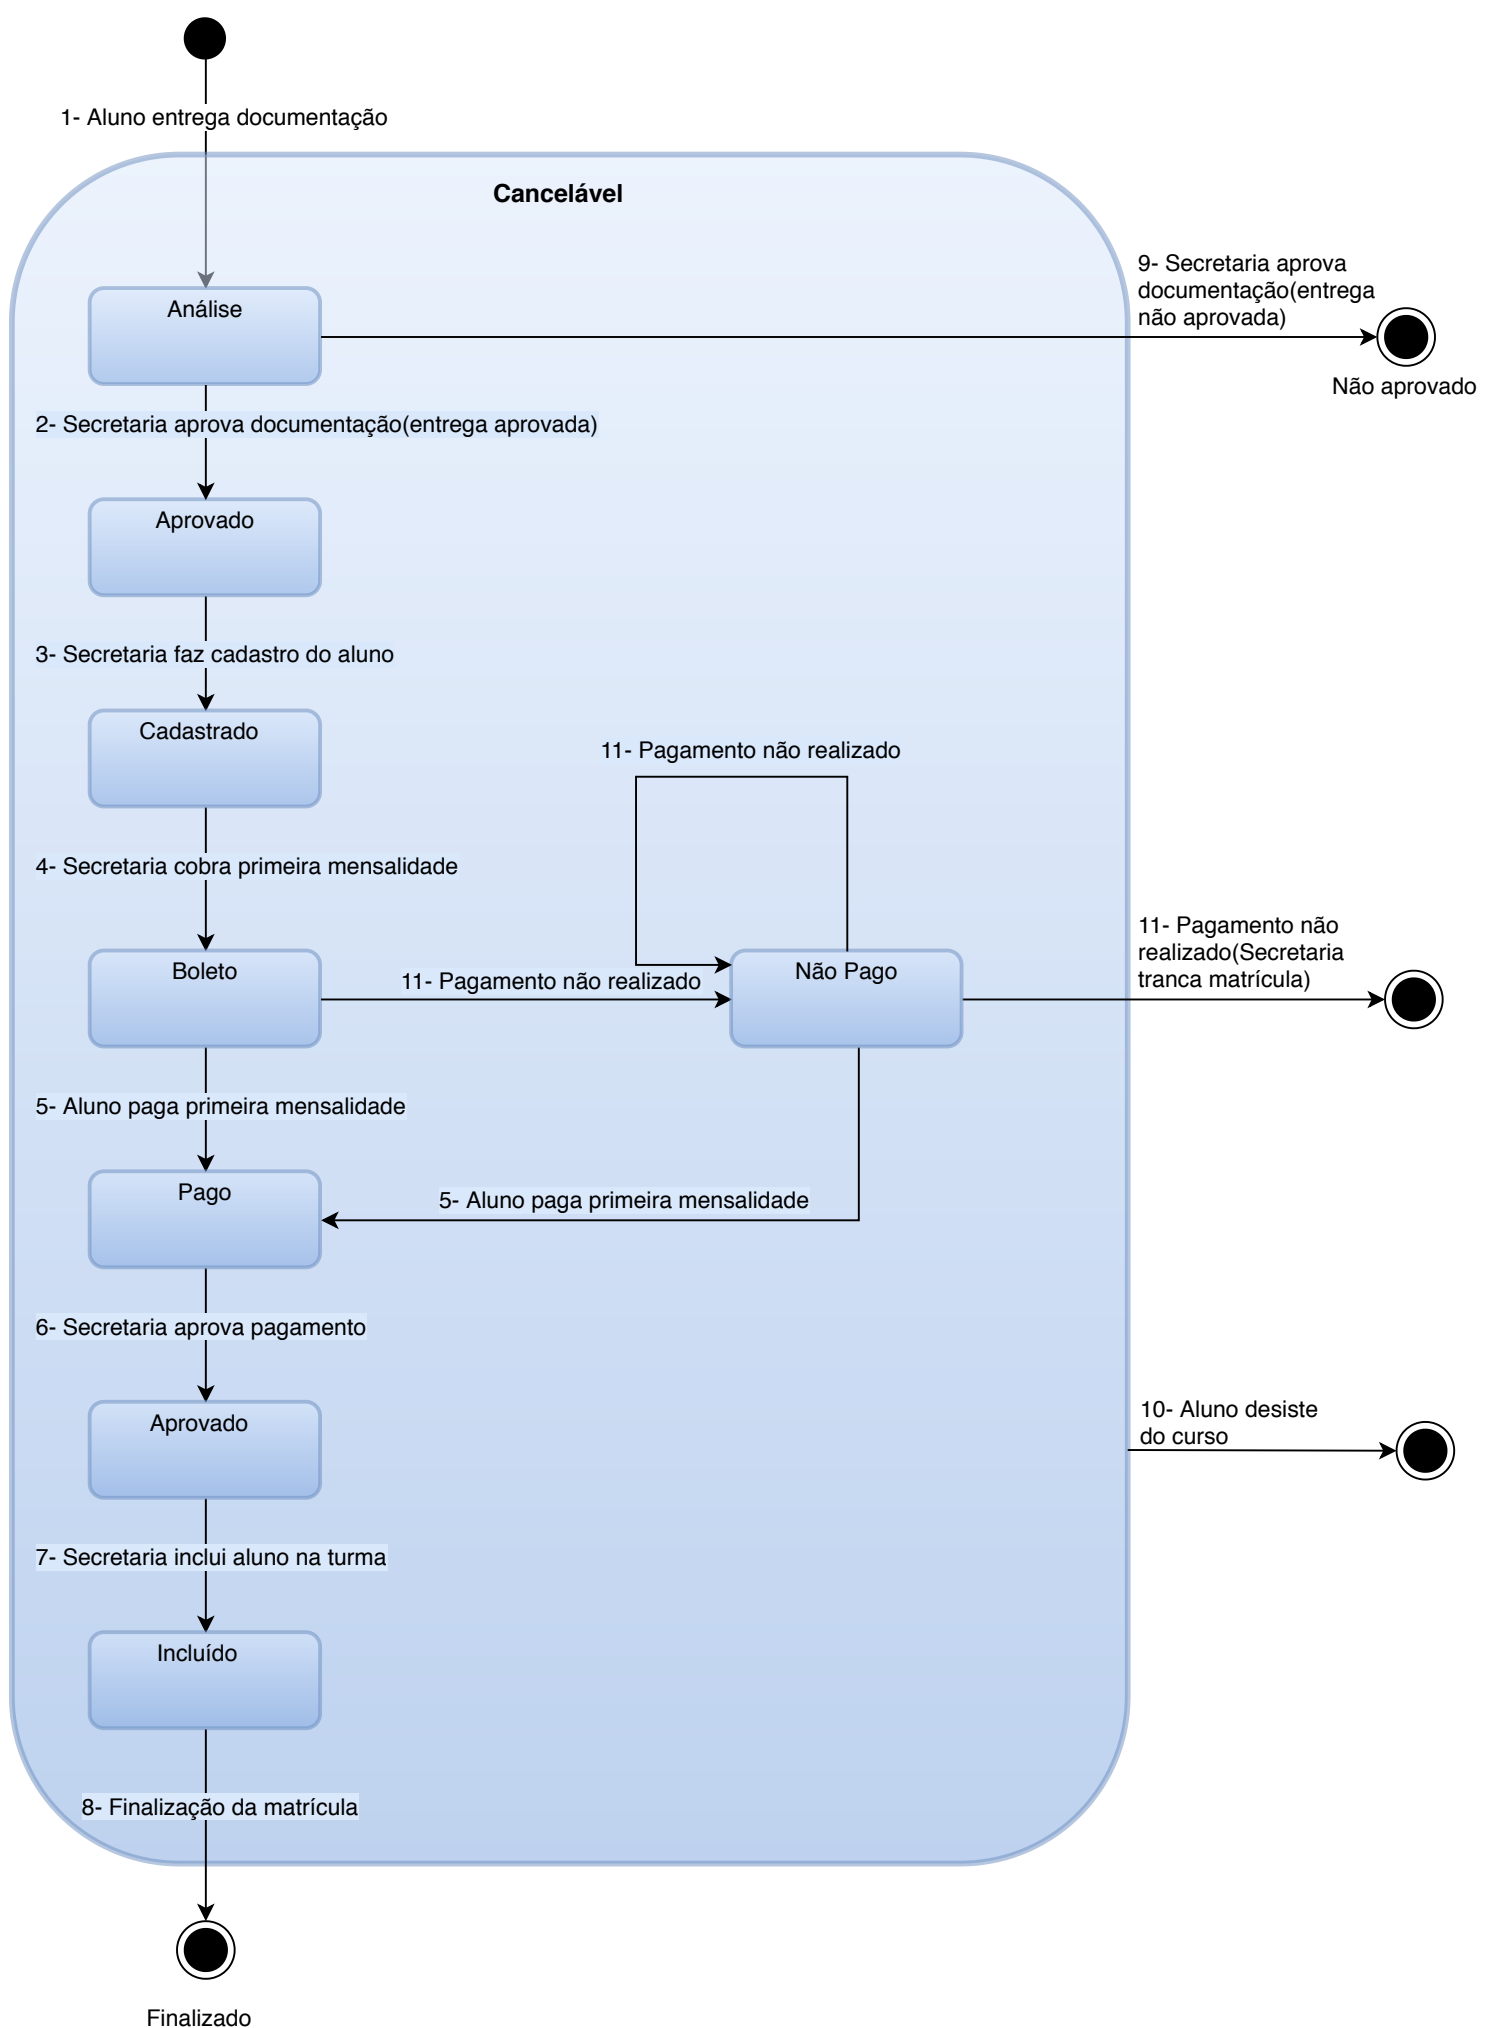 1- Aluno entrega documentação
Cancelável
9- Secretaria aprova
documentação(entrega
não aprovada)
Análise
Não aprovado
2- Secretaria aprova documentação(entrega aprovada)
Aprovado
3- Secretaria faz cadastro do aluno
Cadastrado
11- Pagamento não realizado
4- Secretaria cobra primeira mensalidade
11- Pagamento não
realizado(Secretaria
tranca matrícula)
Boleto
11- Pagamento não realizado
Não Pago
5- Aluno paga primeira mensalidade
Pago
5- Aluno paga primeira mensalidade
6- Secretaria aprova pagamento
10- Aluno desiste
do curso
Aprovado
7- Secretaria inclui aluno na turma
Incluído
8- Finalização da matrícula
Finalizado